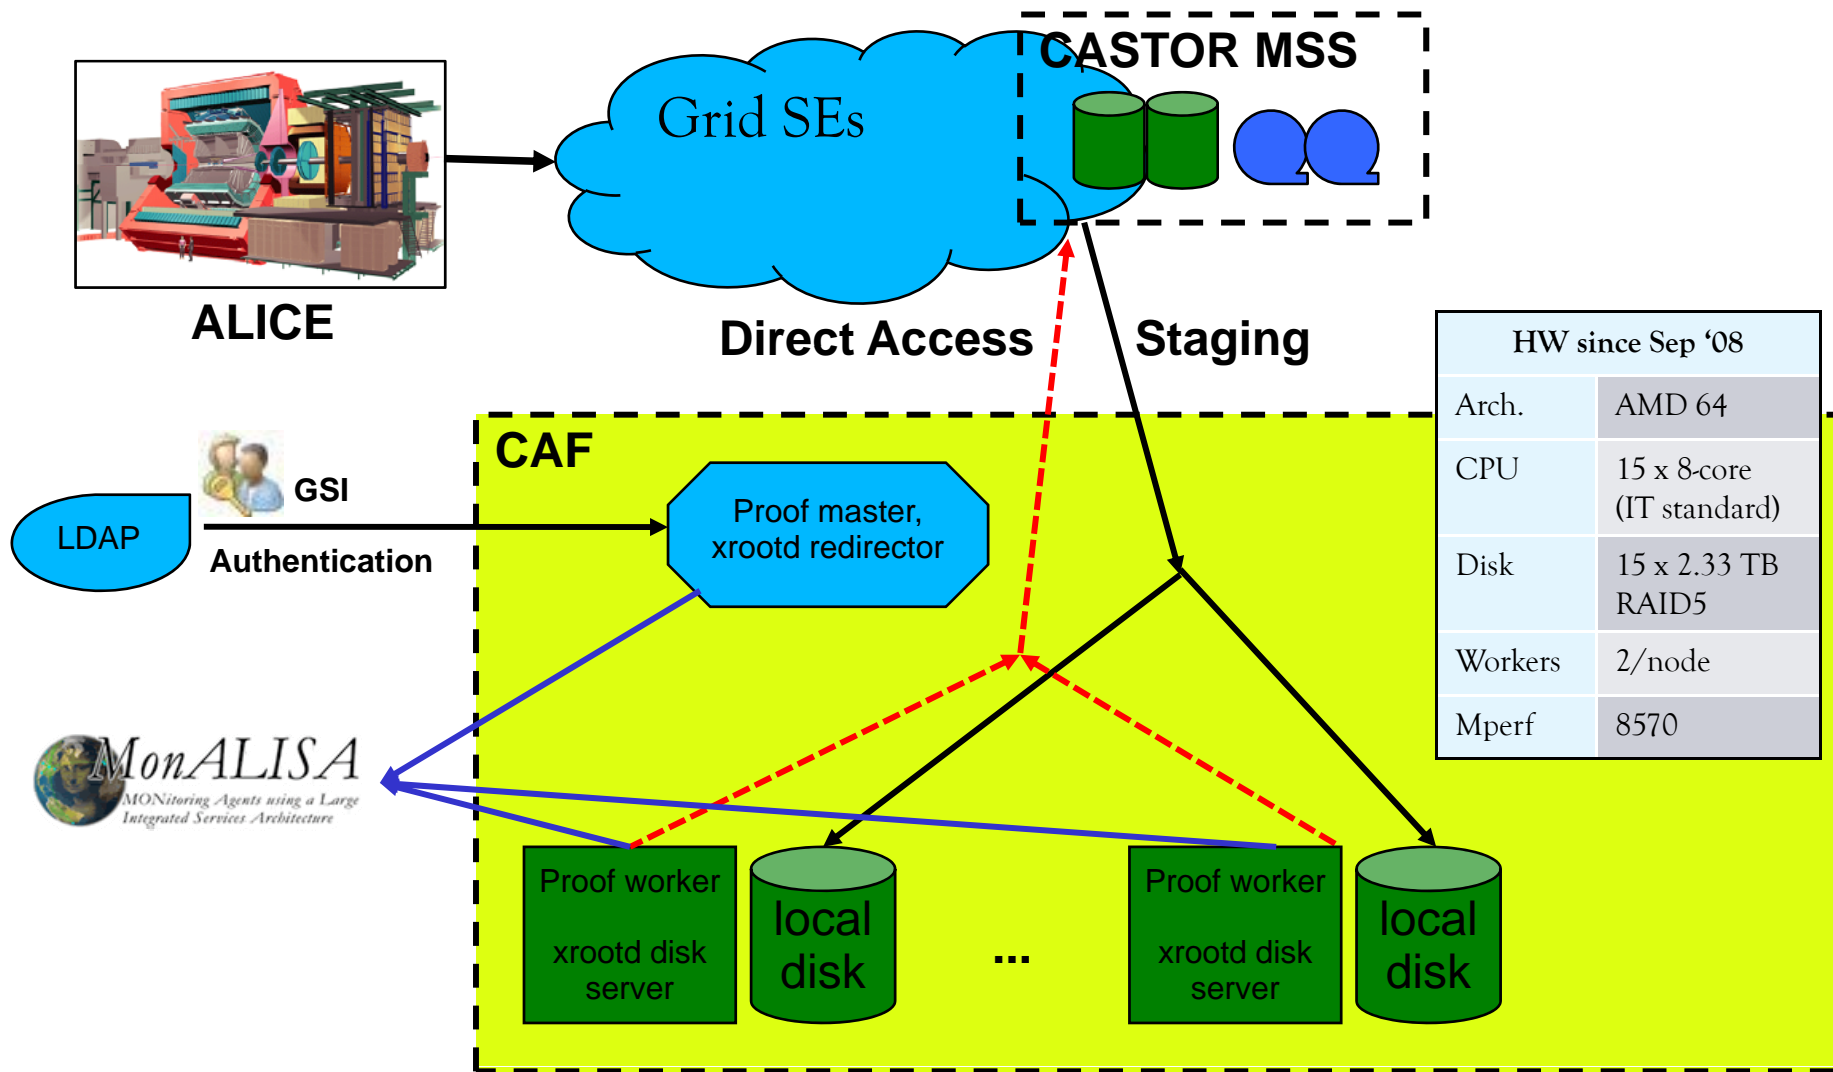 CASTOR MSS
Grid SEs
ALICE
Direct Access
Staging
HW since Sep ‘08
Arch.
AMD 64
CPU
15 x 8-core
(IT standard)
Disk
15 x 2.33 TB
RAID5
Workers
2/node
Mperf
8570
CAF
GSI
LDAP
Authentication
Proof master,
xrootd redirector
MonALISA
MONitoring Agents using a Large
Integrated Services Architecture
Proof worker
xrootd disk
server
local
disk
...
Proof worker
xrootd disk
server
local
disk